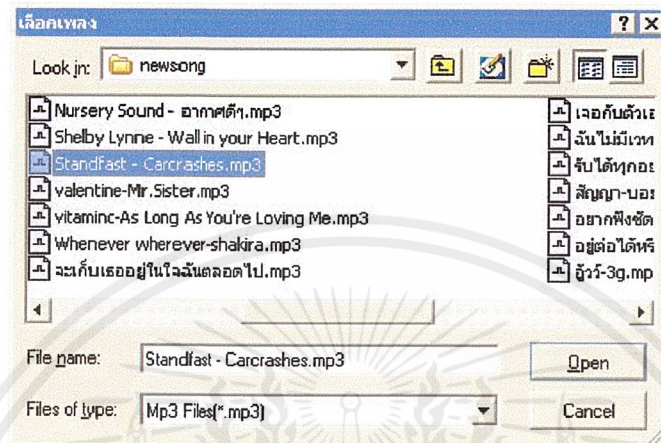 เลือกเพลง
Look in: newsong
Nursery Sound - อากาศดีๆ.mp3
Shelby Lynne - Wall in your Heart.mp3
Standfast - Carcrashes.mp3
valentine-Mr.Sister.mp3
vitaminc-As Long As You're Loving Me.mp3
Whenever wherever-shakira.mp3
จะเก็บเธออยู่ในใจฉันตลอดไป.mp3
เจอกับตัวเอ
ฉันไม่มีเวท
รับได้ทุกอย
สัญญา-บอย
อยากฟังชัด
อยู่ต่อได้หรื
อู๋ว์-3g.mp
File name: Standfast - Carcrashes.mp3 Open
Files of type: Mp3 Files(*.mp3) Cancel